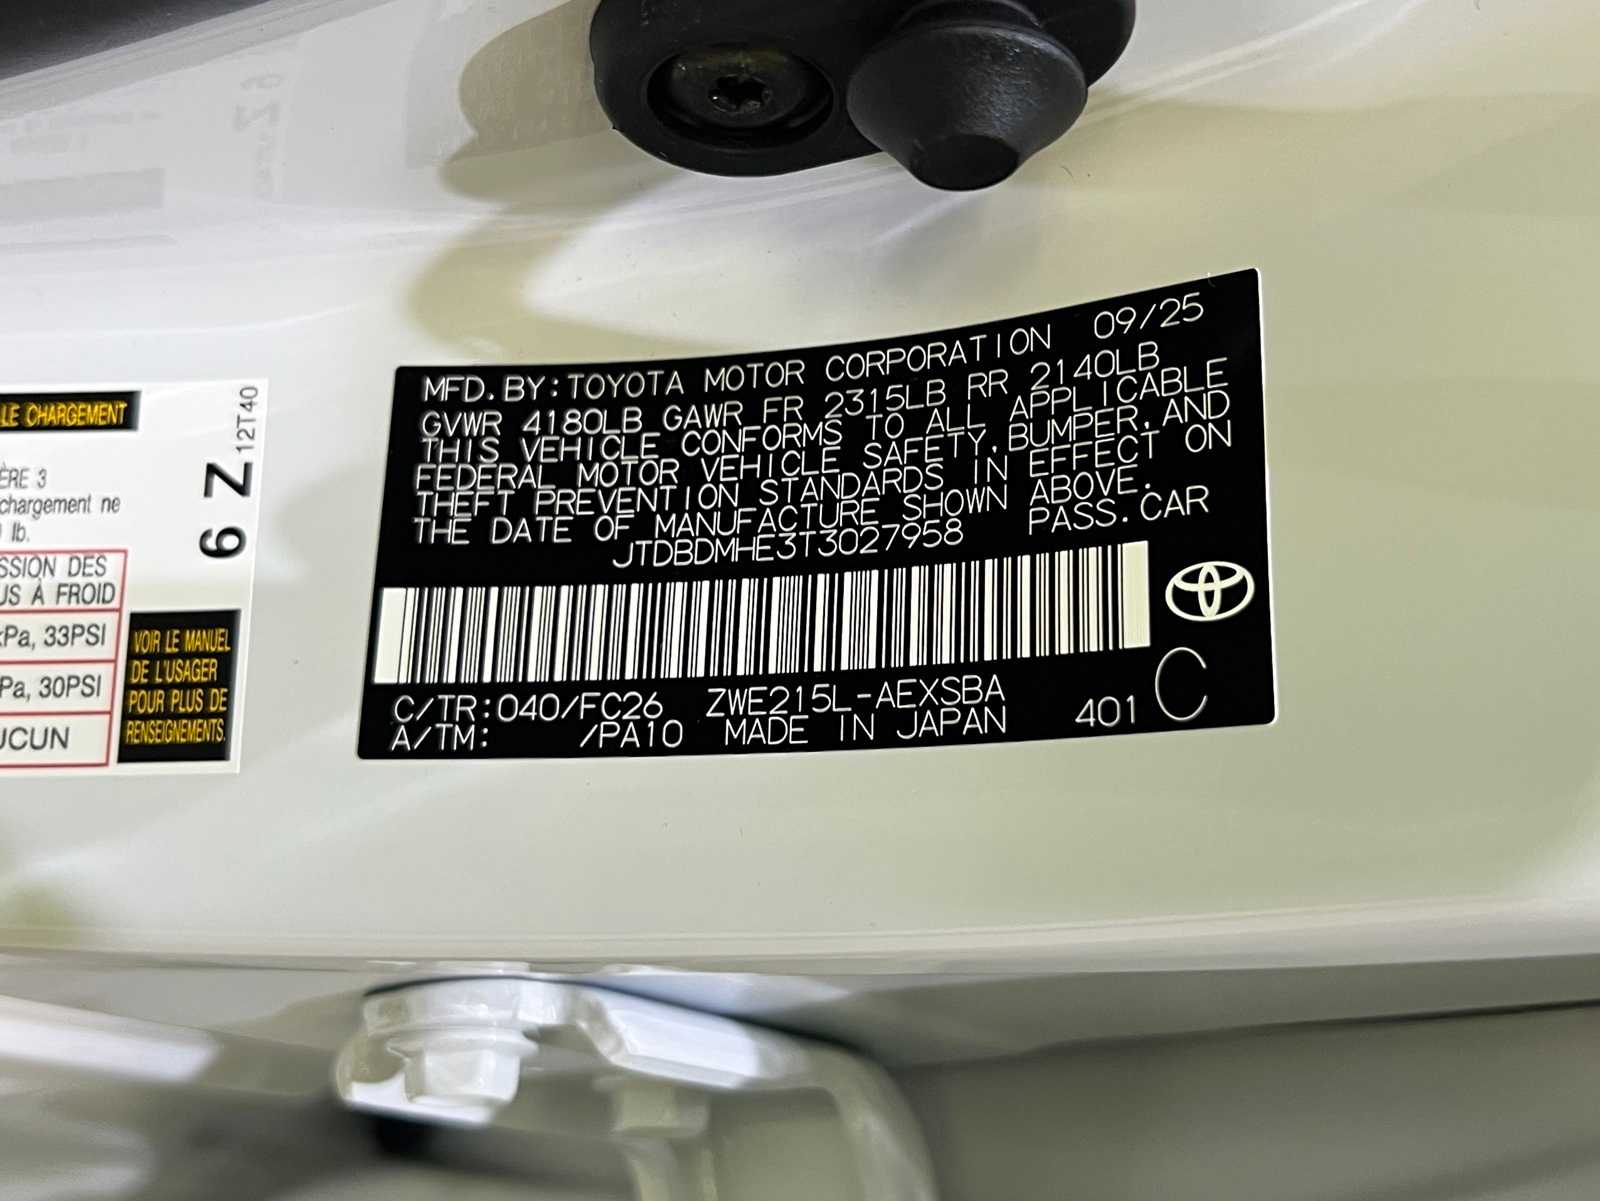 LE CHARGEMENT
ÈRE 3
chargement ne
lb.
SSION DES
US À FROID
kPa, 33PSI
Pa, 30PSI
UCUN
6 Z
12T40
VOIR LE MANUEL
DE L'USAGER
POUR PLUS DE
RENSEIGNEMENTS.
MFD. BY: TOYOTA MOTOR CORPORATION 09/25
GVWR 4180LB GAWR FR 2315LB RR 2140LB
THIS VEHICLE CONFORMS TO ALL APPLICABLE
FEDERAL MOTOR VEHICLE SAFETY, BUMPER, AND
THEFT PREVENTION STANDARDS IN EFFECT ON
THE DATE OF MANUFACTURE SHOWN ABOVE.
JTDBDMHE3T3027958 PASS. CAR
C/TR: 040/FC26 ZWE215L-AEXSBA
A/TM: /PA10 MADE IN JAPAN 401 C